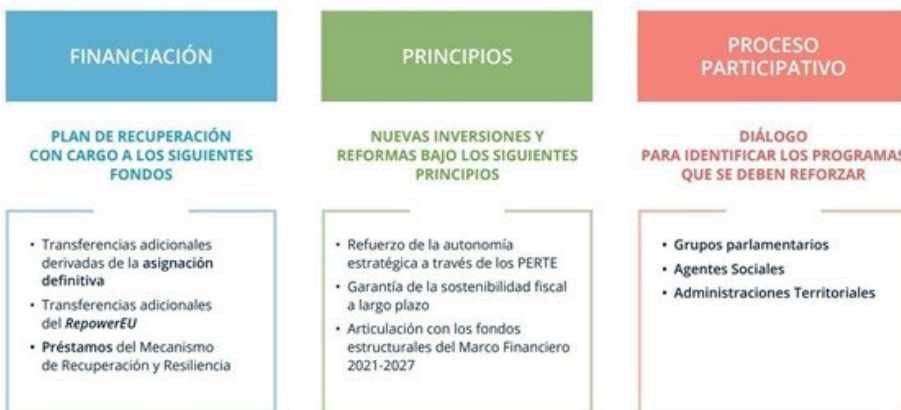 FINANCIACIÓN
PLAN DE RECUPERACIÓN
CON CARGO A LOS SIGUIENTES
FONDOS
• Transferencias adicionales
derivadas de la asignación
definitiva
• Transferencias adicionales
del RepowerEU
• Préstamos del Mecanismo
de Recuperación y Resiliencia
PRINCIPIOS
NUEVAS INVERSIONES Y
REFORMAS BAJO LOS SIGUIENTES
PRINCIPIOS
• Refuerzo de la autonomía
estratégica a través de los PERTE
• Garantía de la sostenibilidad fiscal
a largo plazo
• Articulación con los fondos
estructurales del Marco Financiero
2021-2027
PROCESO
PARTICIPATIVO
DIÁLOGO
PARA IDENTIFICAR LOS PROGRAMAS
QUE SE DEBEN REFORZAR
• Grupos parlamentarios
• Agentes Sociales
• Administraciones Territoriales